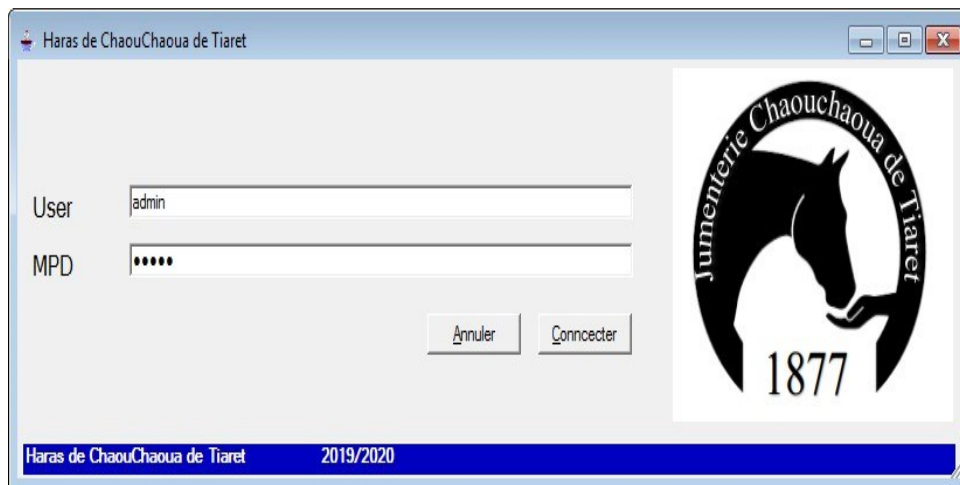 Haras de ChaouChaoua de Tiaret
User
admin
MPD
•••••
Annuler
Conncecter
Jumenterie Chaouchaoua de Tiaret
1877
Haras de ChaouChaoua de Tiaret 2019/2020